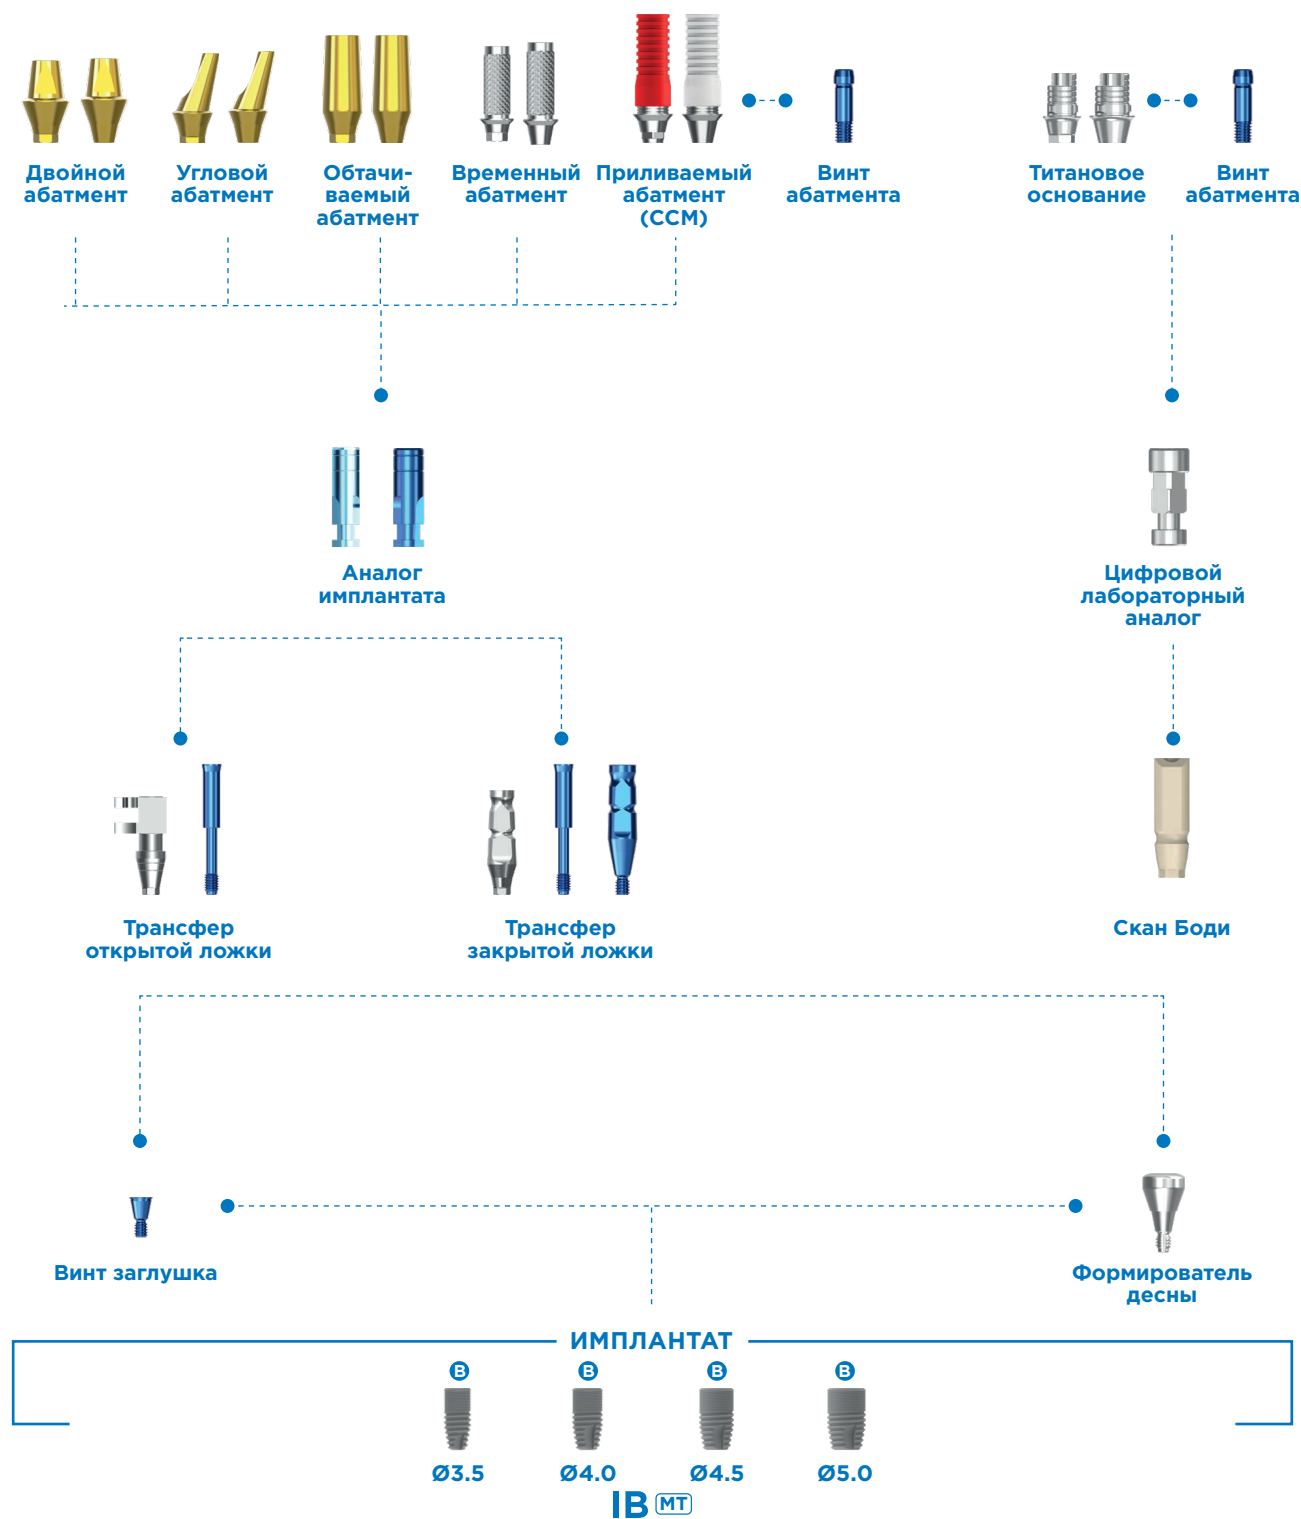 Двойной
абатмент
Угловой
абатмент
Обтачи-
ваемый
абатмент
Временный
абатмент
Приливаемый
абатмент
(CCM)
Винт
абатмента
Титановое
основание
Винт
абатмента
Аналог
имплантата
Цифровой
лабораторный
аналог
Трансфер
открытой ложки
Трансфер
закрытой ложки
Скан Боди
Винт заглушка
Формирователь
десны
ИМПЛАНТАТ
B B B B
Ø3.5 Ø4.0 Ø4.5 Ø5.0
IB MT